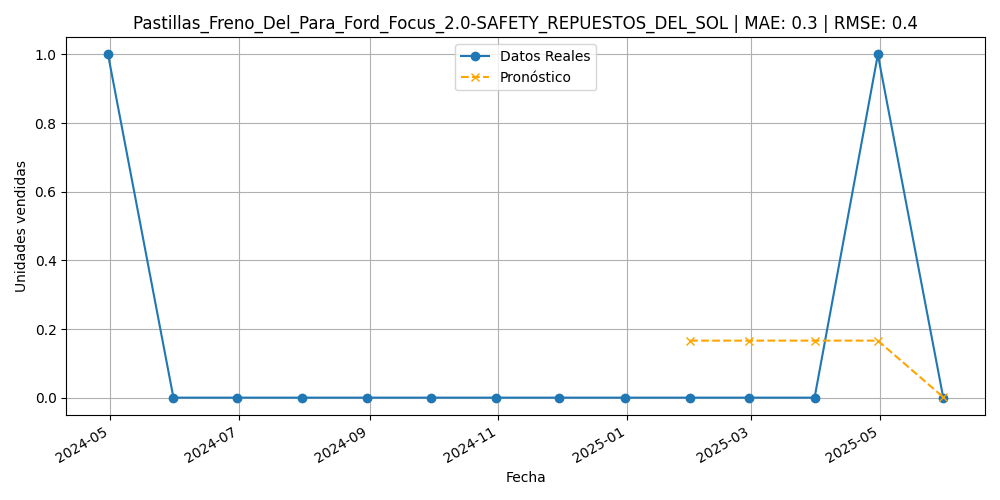 Pastillas_Freno_Del_Para_Ford_Focus_2.0-SAFETY_REPUESTOS_DEL_SOL | MAE: 0.3 | RMSE: 0.4
Datos Reales
Pronóstico
Unidades vendidas
1.0
0.8
0.6
0.4
0.2
0.0
2024-05
2024-07
2024-09
2024-11
2025-01
2025-03
2025-05
Fecha